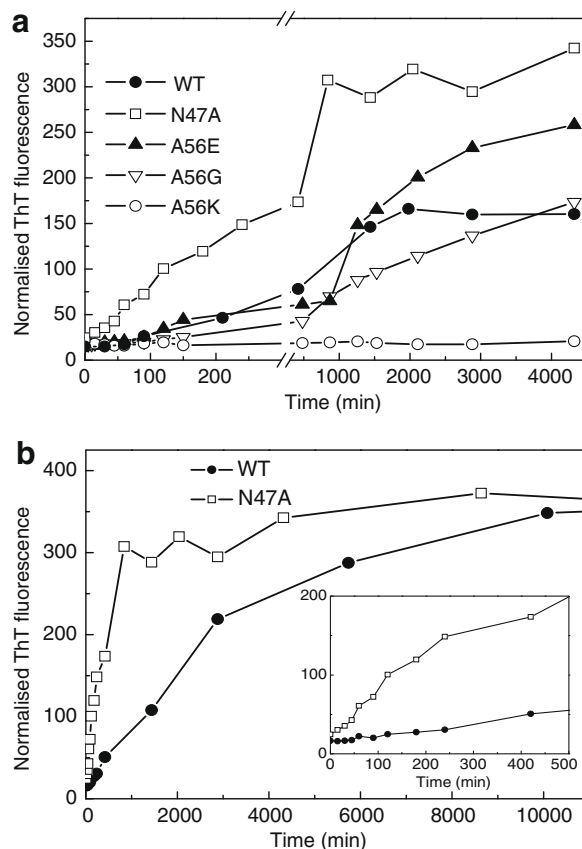 a
350
300
250
200
150
100
50
0
Normalised ThT fluorescence
WT
N47A
A56E
A56G
A56K
0 100 200 1000 2000 3000 4000
Time (min)
b
400
300
200
100
0
Normalised ThT fluorescence
WT
N47A
200
100
0
0 100 200 300 400 500
Time (min)
0 2000 4000 6000 8000 10000
Time (min)